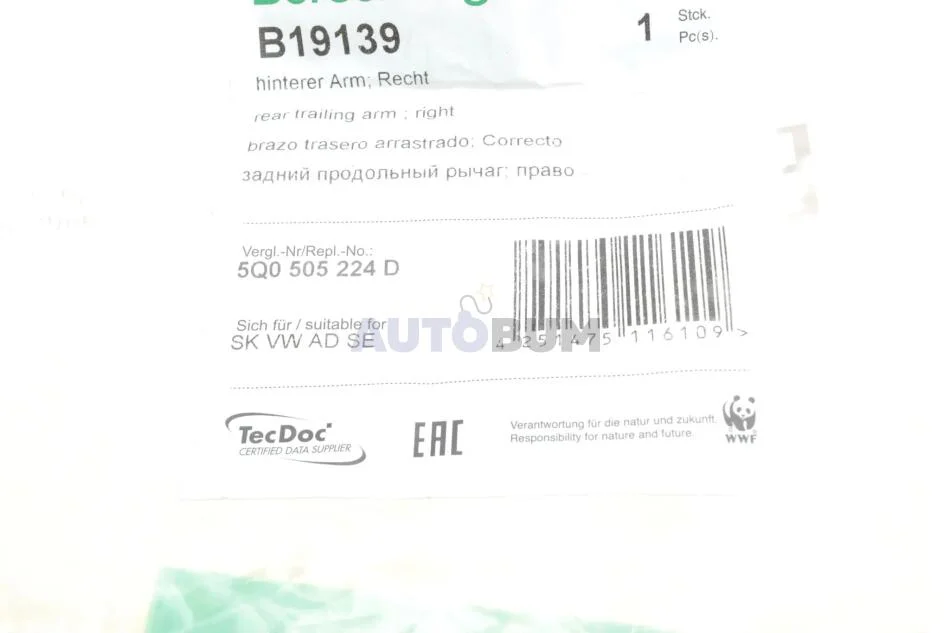 B19139
1 Stck.
Pc(s).
hinterer Arm; Recht
rear trailing arm ; right
brazo trasero arrastrado; Correcto
задний продольный рычаг; право
Vergl.-Nr/Repl.-No.:
5Q0 505 224 D
Sich für / suitable for
SK VW AD SE
AUTOBUM
4 251475 116109 >
TecDoc
CERTIFIED DATA SUPPLIER
EAC
Verantwortung für die natur und zukunft.
Responsibility for nature and future.
WWF